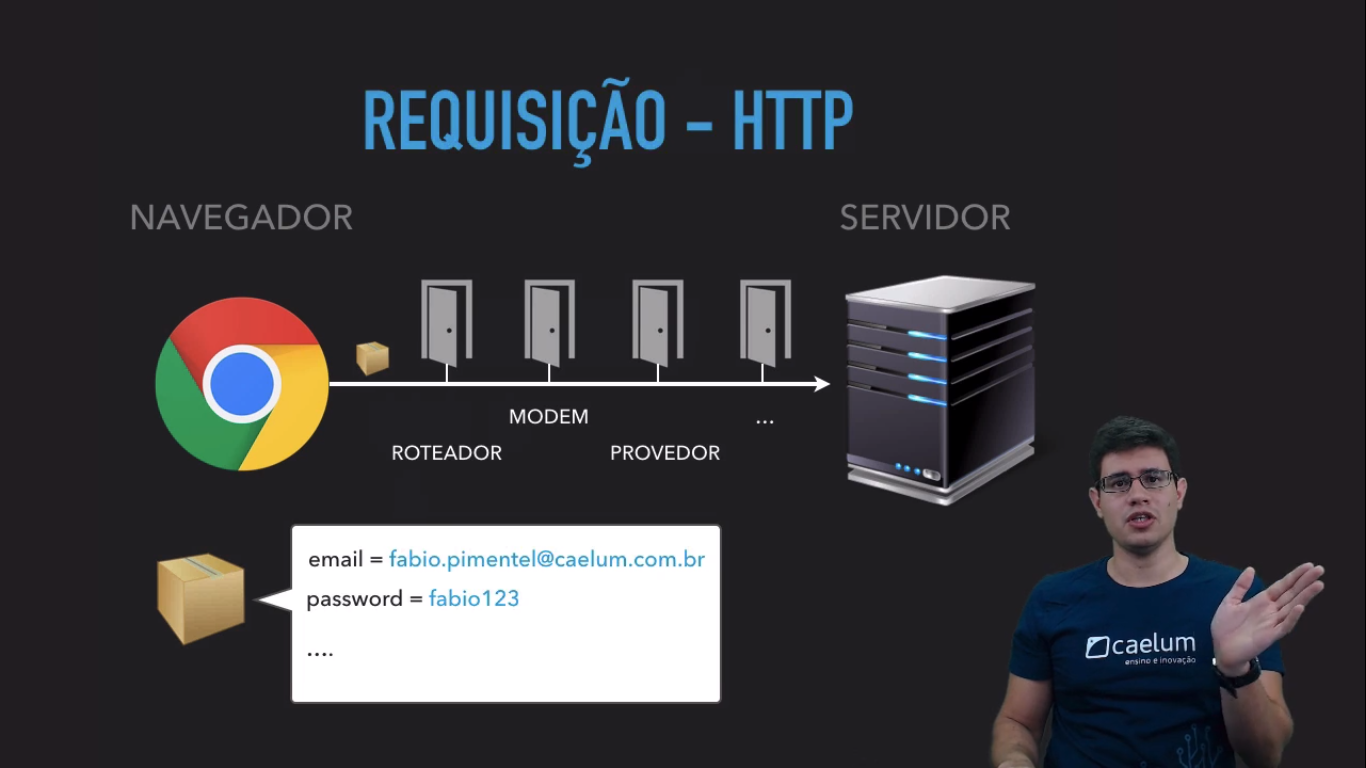 REQUISIÇÃO - HTTP
NAVEGADOR
SERVIDOR
MODEM
...
ROTEADOR
PROVEDOR
email = fabio.pimentel@caelum.com.br
password = fabio123
....
caelum
ensino e inovação